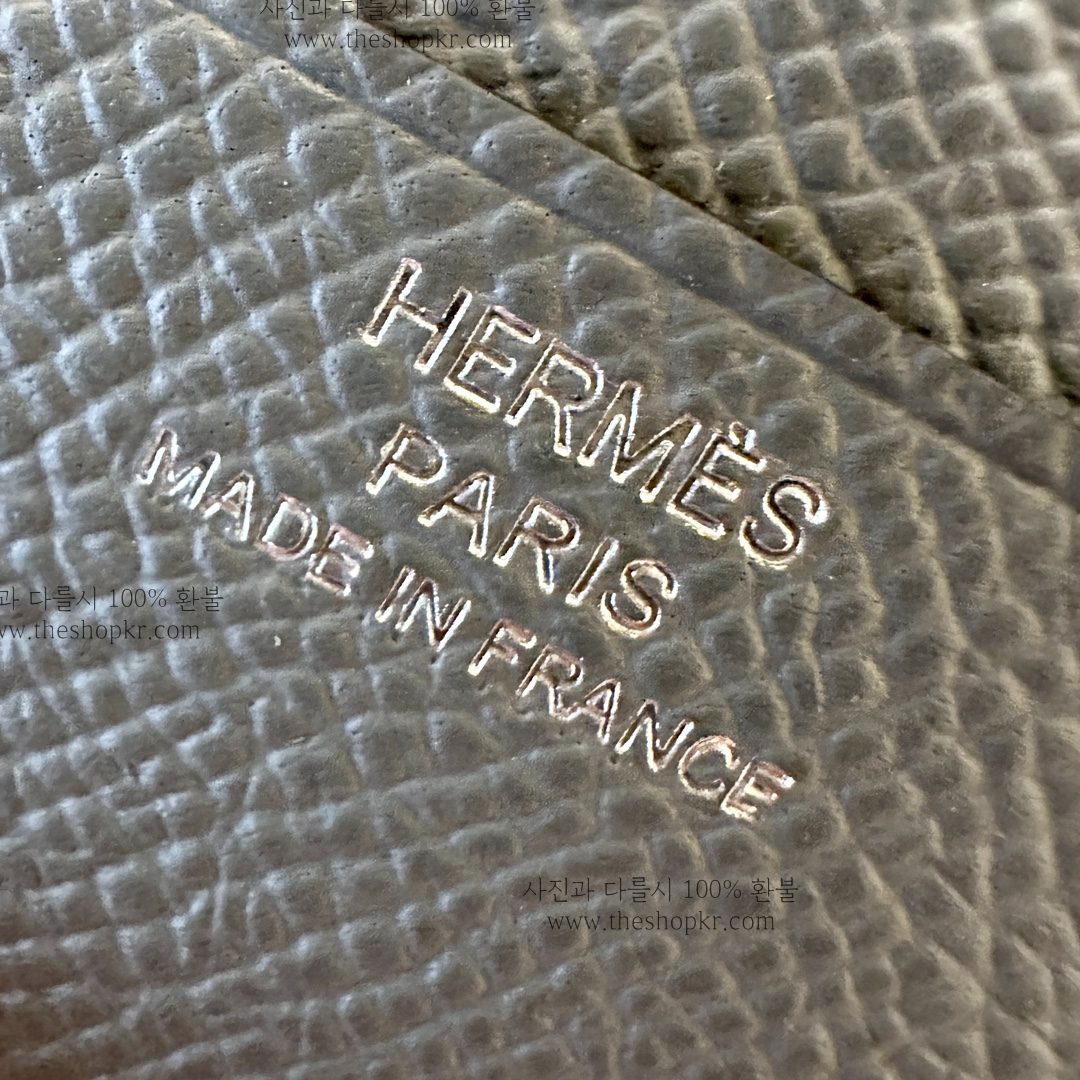 사진과 다를시 100% 환불
www.theshopkr.com
HERMÈS
PARIS
MADE IN FRANCE
과 다를시 100% 환불
ww.theshopkr.com
사진과 다를시 100% 환불
www.theshopkr.com